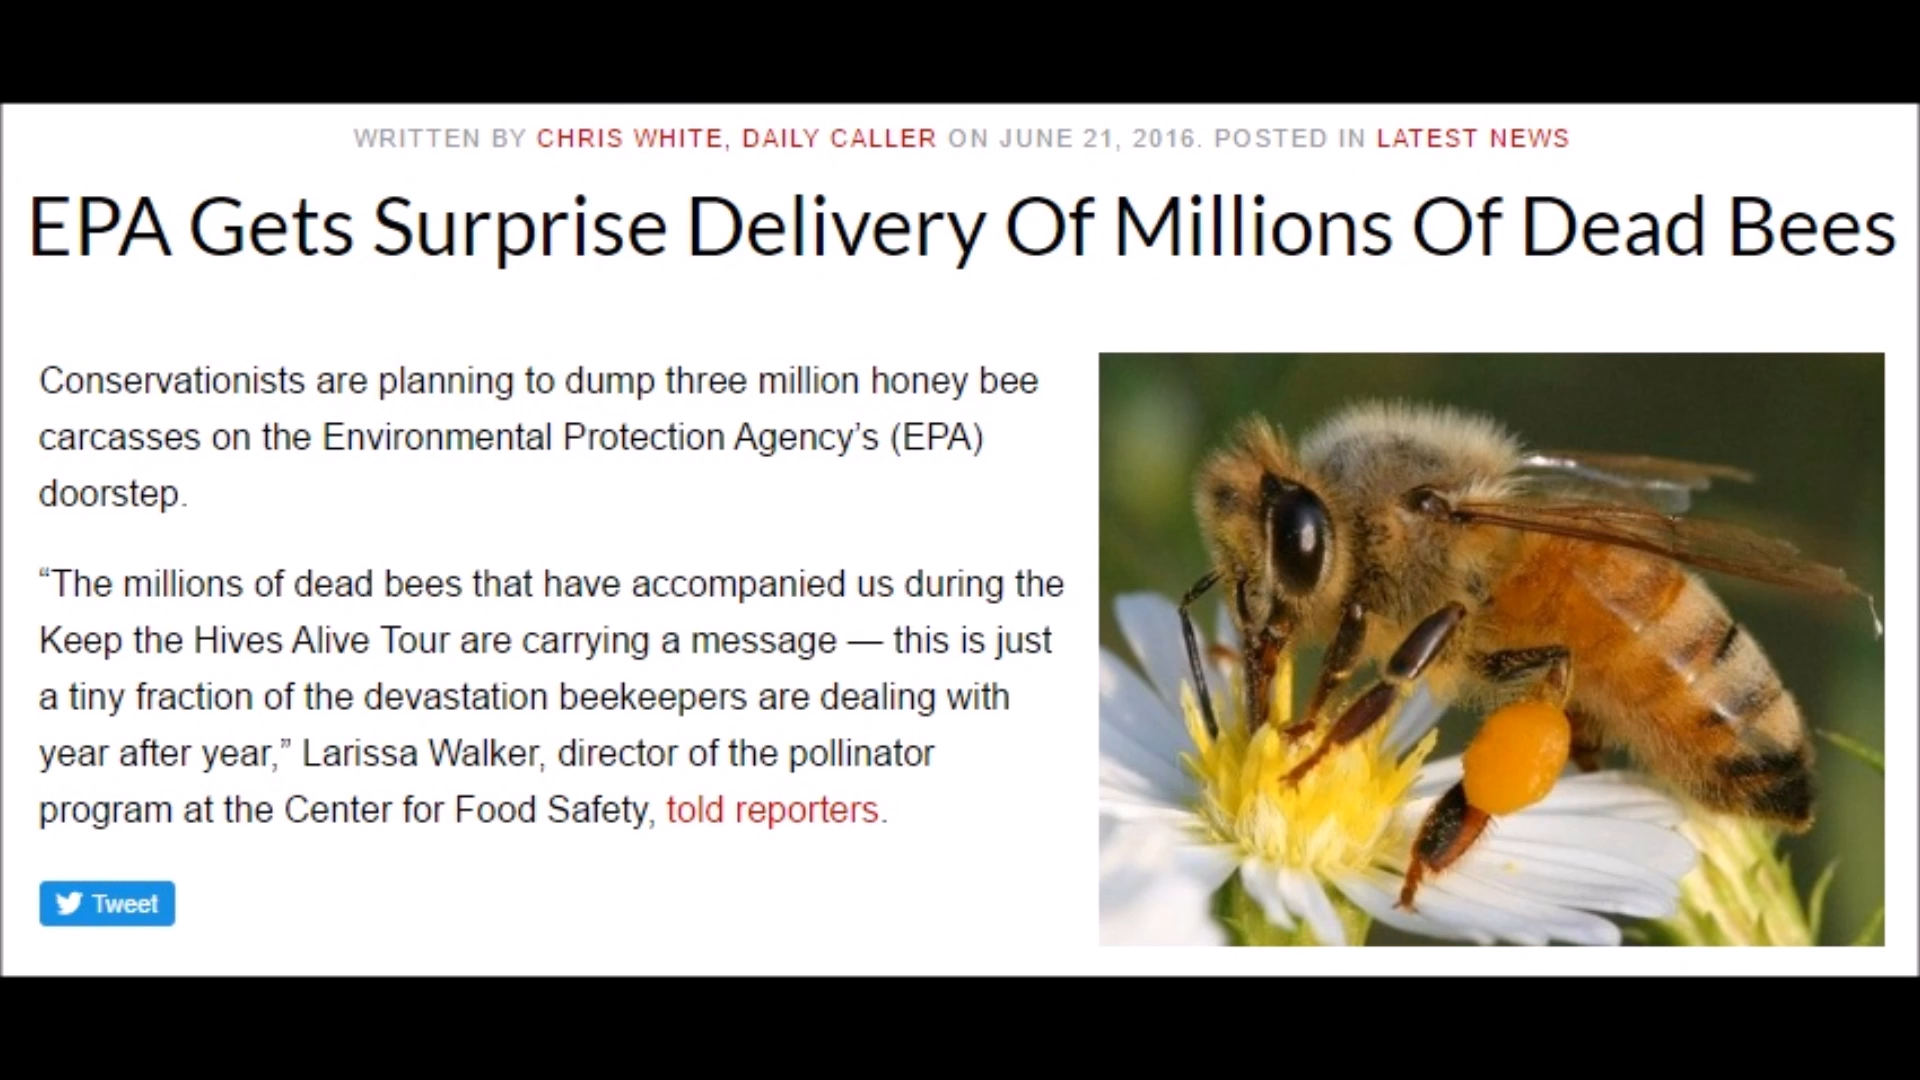 WRITTEN BY CHRIS WHITE, DAILY CALLER ON JUNE 21, 2016. POSTED IN LATEST NEWS
EPA Gets Surprise Delivery Of Millions Of Dead Bees
Conservationists are planning to dump three million honey bee
carcasses on the Environmental Protection Agency’s (EPA)
doorstep.
“The millions of dead bees that have accompanied us during the
Keep the Hives Alive Tour are carrying a message — this is just
a tiny fraction of the devastation beekeepers are dealing with
year after year,” Larissa Walker, director of the pollinator
program at the Center for Food Safety, told reporters.
Tweet